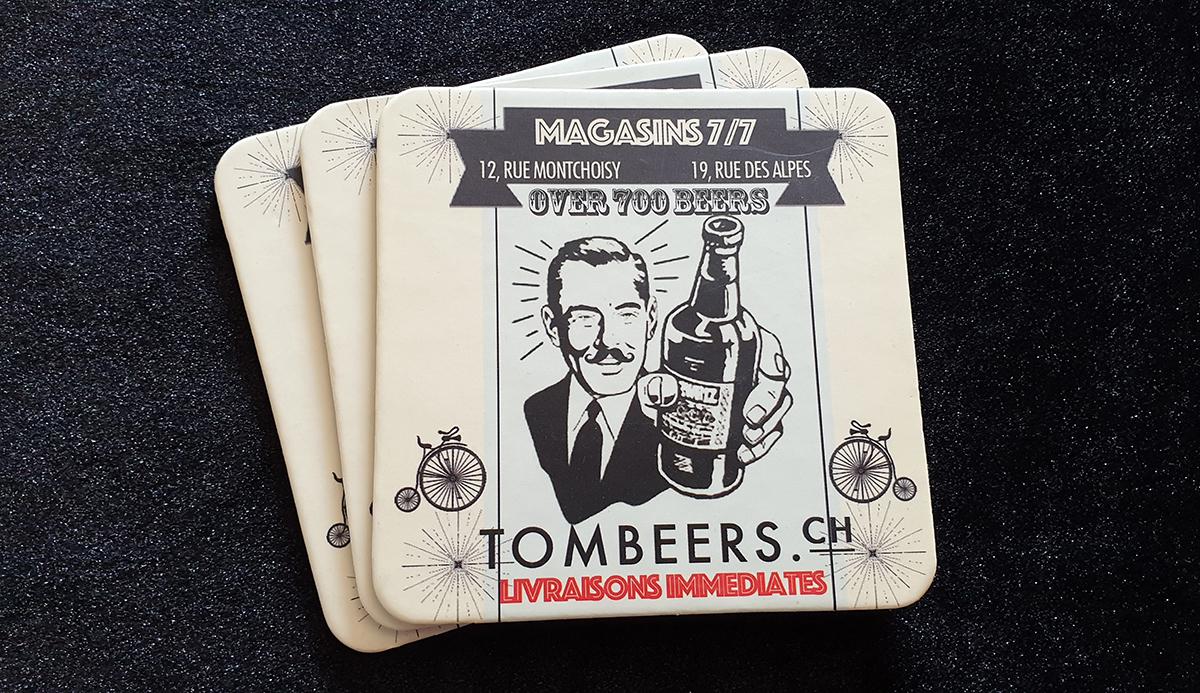 MAGASINS 7/7
12, RUE MONTCHOISY 19, RUE DES ALPES
OVER 700 BEERS
TOMBEERS.CH
LIVRAISONS IMMEDIATES